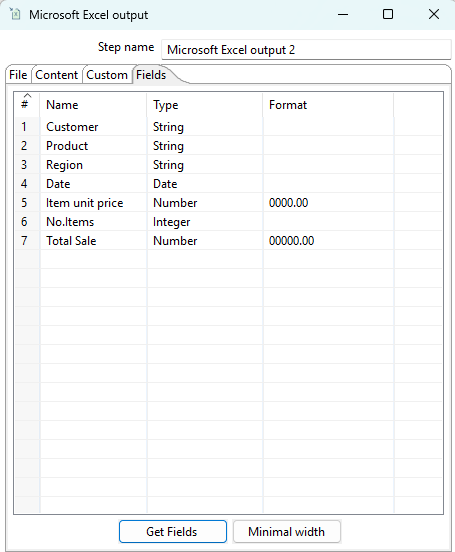 Microsoft Excel output
Step name Microsoft Excel output 2
File Content Custom Fields
# Name Type Format
1 Customer String
2 Product String
3 Region String
4 Date Date
5 Item unit price Number 0000.00
6 No.Items Integer
7 Total Sale Number 00000.00
Get Fields Minimal width